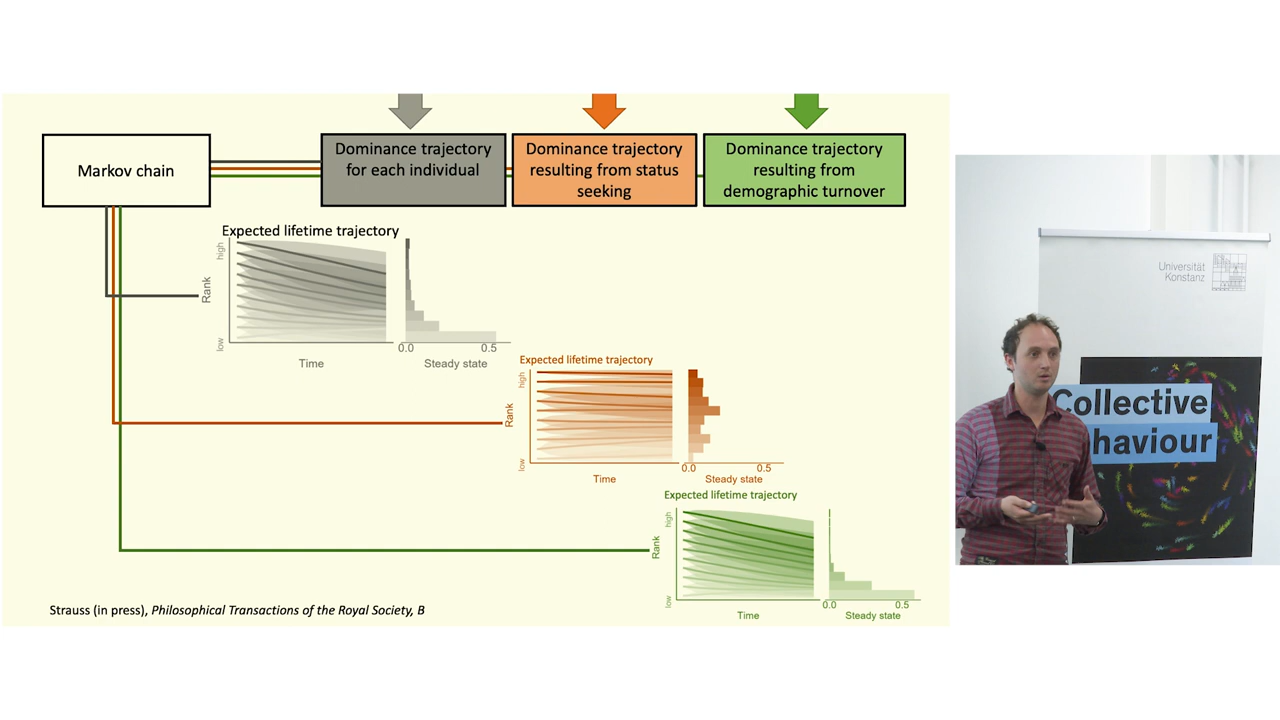 Markov chain
Dominance trajectory
for each individual
Dominance trajectory
resulting from status
seeking
Dominance trajectory
resulting from
demographic turnover
Expected lifetime trajectory
high
Rank
low
Time
0.0
0.5
Steady state
Expected lifetime trajectory
high
Rank
low
Time
0.0
0.5
Steady state
Expected lifetime trajectory
high
Rank
low
Time
0.0
0.5
Steady state
Strauss (in press), Philosophical Transactions of the Royal Society, B
Universität
Konstanz
Collective
haviour